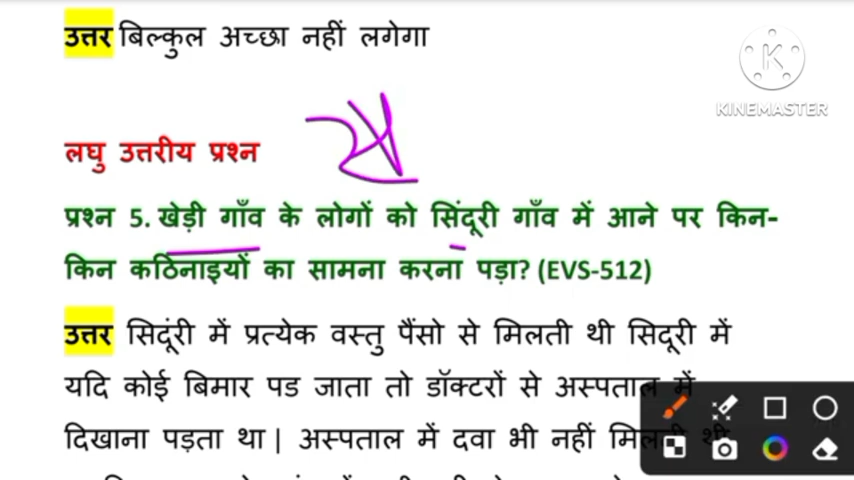 उत्तर बिल्कुल अच्छा नहीं लगेगा
KINEMASTER
लघु उत्तरीय प्रश्न
प्रश्न 5. खेड़ी गाँव के लोगों को सिंदूरी गाँव में आने पर किन-
किन कठिनाइयों का सामना करना पड़ा? (EVS-512)
उत्तर सिदूंरी में प्रत्येक वस्तु पैंसो से मिलती थी सिदूरी में
यदि कोई बिमार पड जाता तो डॉक्टरों से अस्पताल में
दिखाना पड़ता था| अस्पताल में दवा भी नहीं मिलती थी